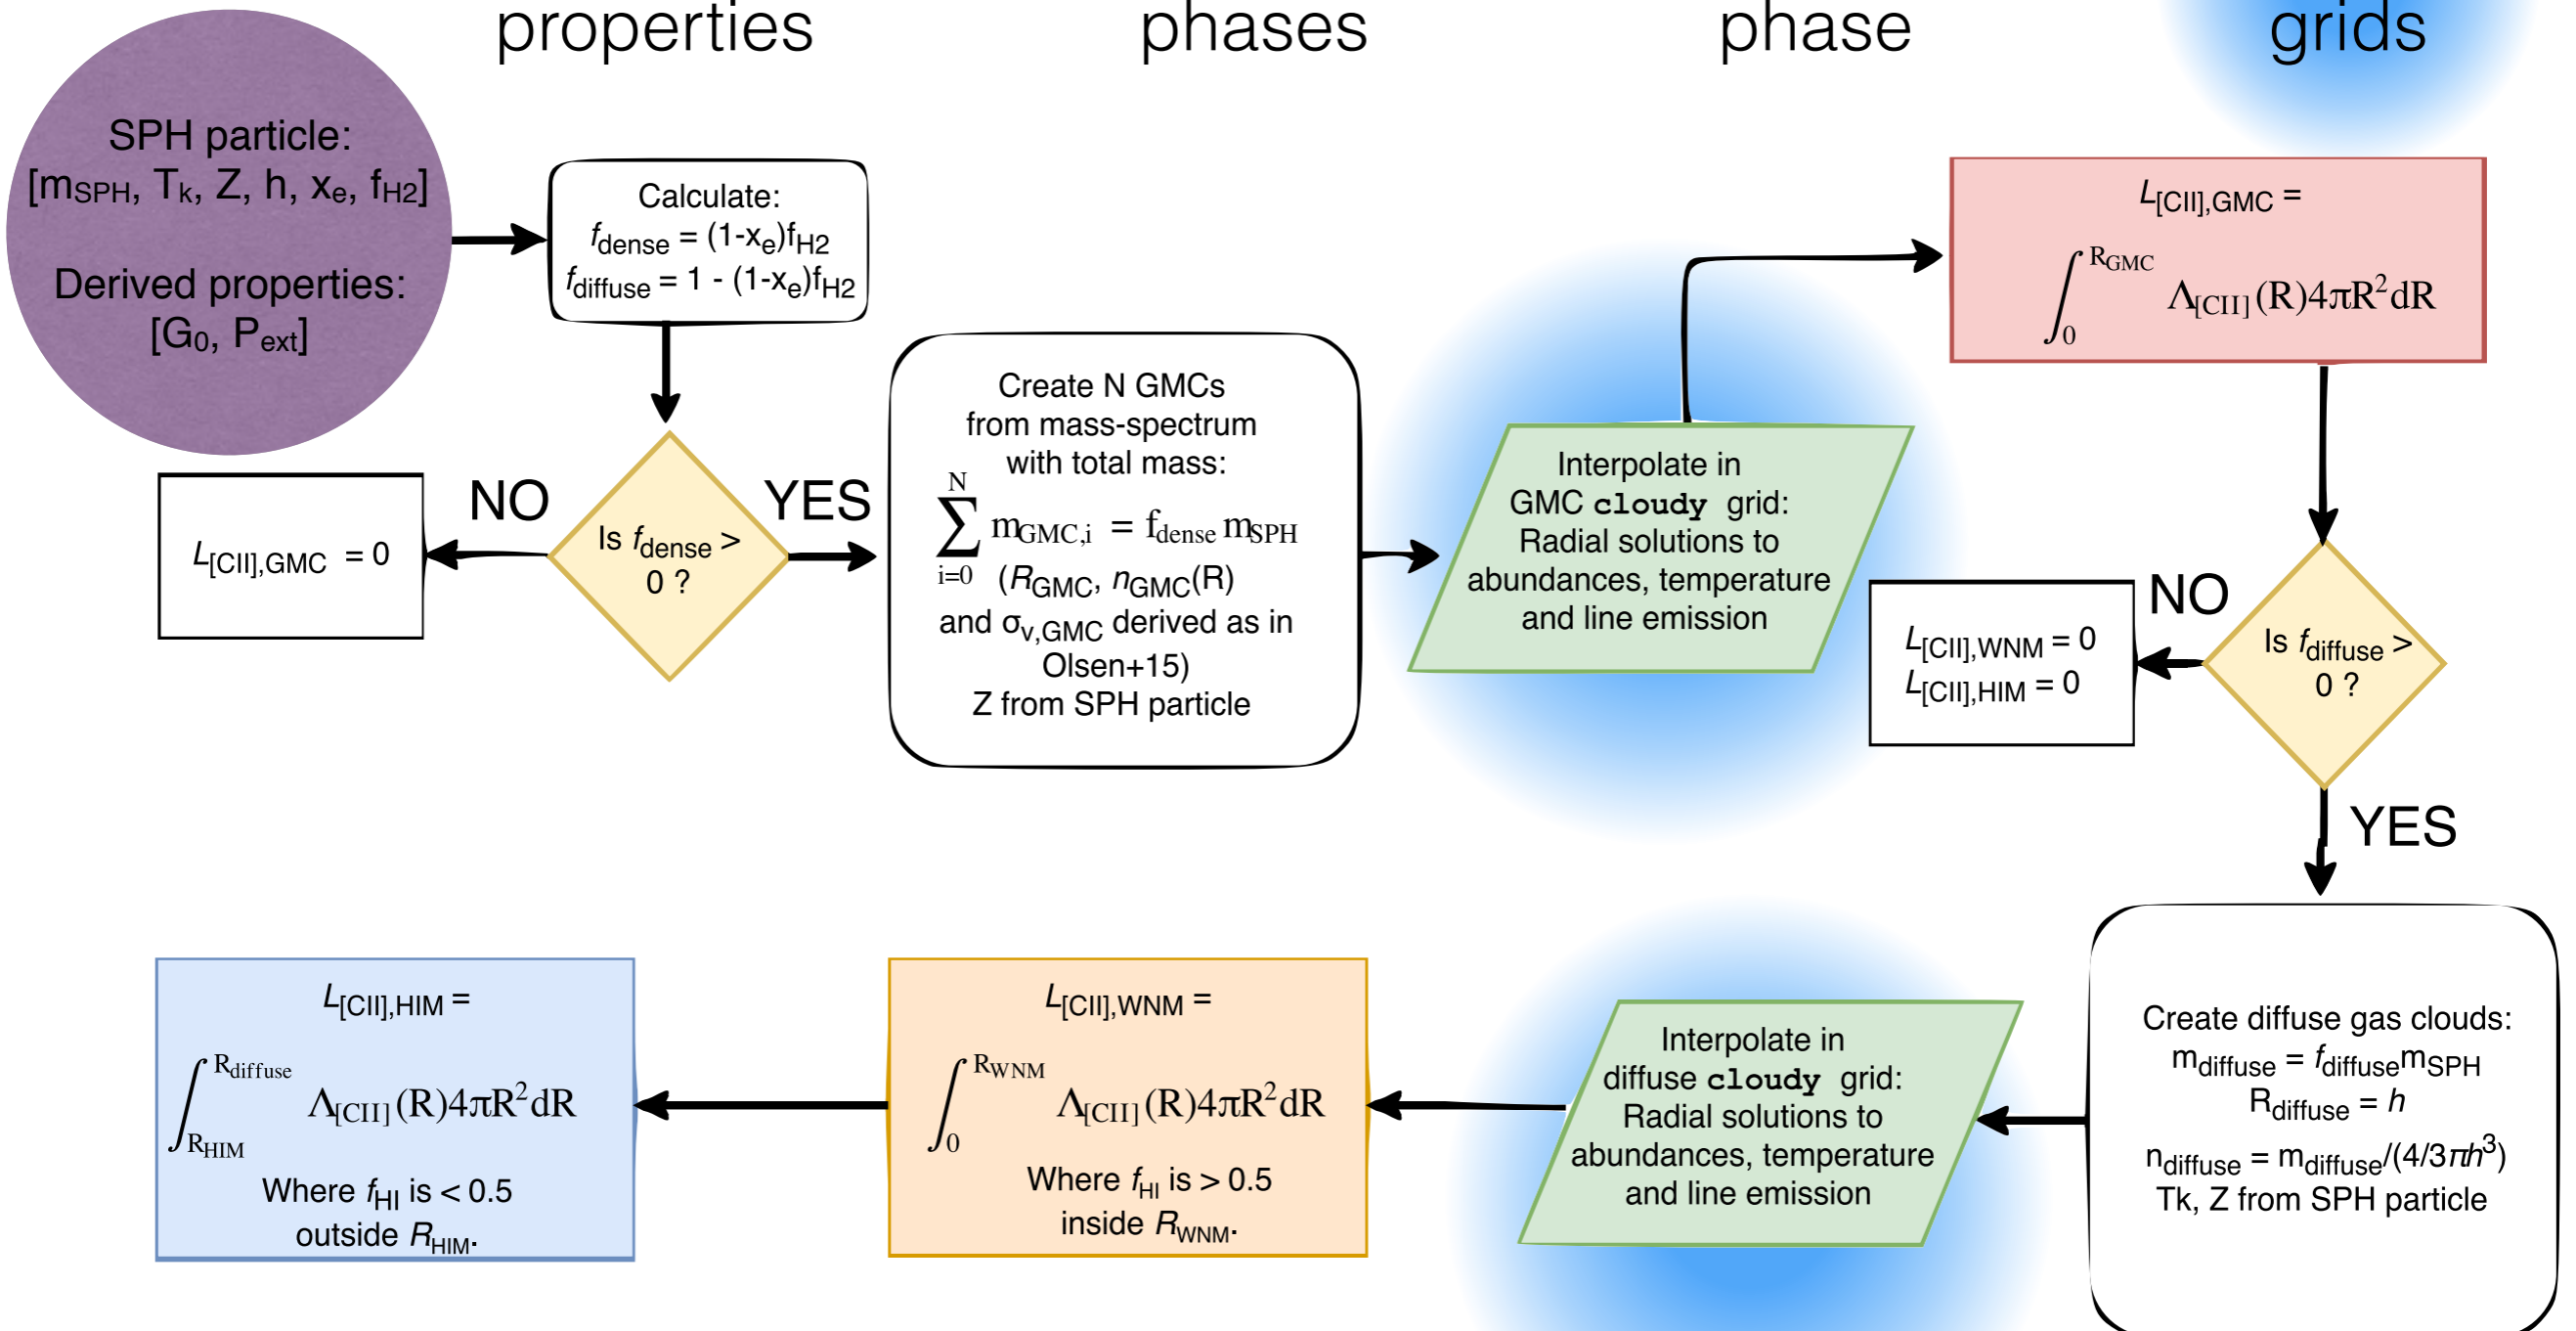 properties
phases
phase
grids
SPH particle:
[mSPH, Tk, Z, h, xe, fH2]
Derived properties:
[G0, Pext]
Calculate:
fdense = (1-xe)fH2
fdiffuse = 1 - (1-xe)fH2
Is fdense >
0 ?
NO
YES
L[CII],GMC = 0
Create N GMCs
from mass-spectrum
with total mass:
∑_{i=0}^{N} mGMC,i = fdense mSPH
(RGMC, nGMC(R)
and σv,GMC derived as in
Olsen+15)
Z from SPH particle
Interpolate in
GMC cloudy grid:
Radial solutions to
abundances, temperature
and line emission
L[CII],GMC =
∫_{0}^{RGMC} Λ[CII](R)4πR²dR
Is fdiffuse >
0 ?
NO
YES
L[CII],WNM = 0
L[CII],HIM = 0
Create diffuse gas clouds:
mdiffuse = fdiffusemSPH
Rdiffuse = h
ndiffuse = mdiffuse/(4/3πh³)
Tk, Z from SPH particle
Interpolate in
diffuse cloudy grid:
Radial solutions to
abundances, temperature
and line emission
L[CII],WNM =
∫_{0}^{RWNM} Λ[CII](R)4πR²dR
Where fHI is > 0.5
inside RWNM.
L[CII],HIM =
∫_{RHIM}^{Rdiffuse} Λ[CII](R)4πR²dR
Where fHI is < 0.5
outside RHIM.